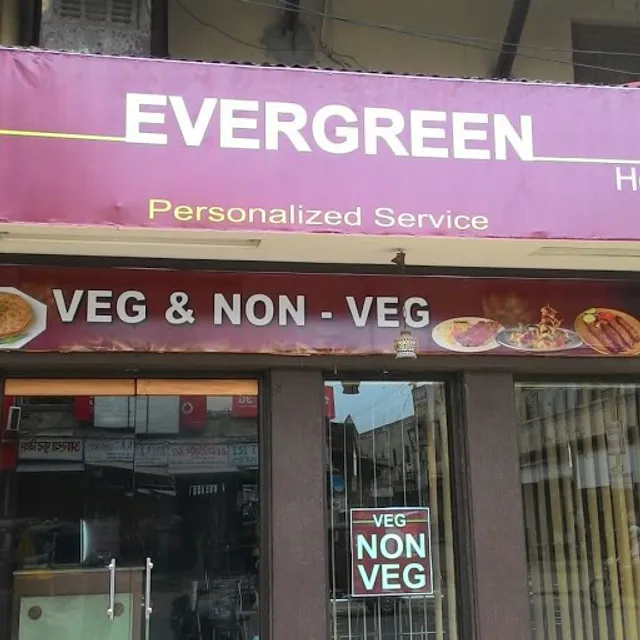 EVERGREEN
Personalized Service
VEG & NON - VEG
VEG
NON
VEG